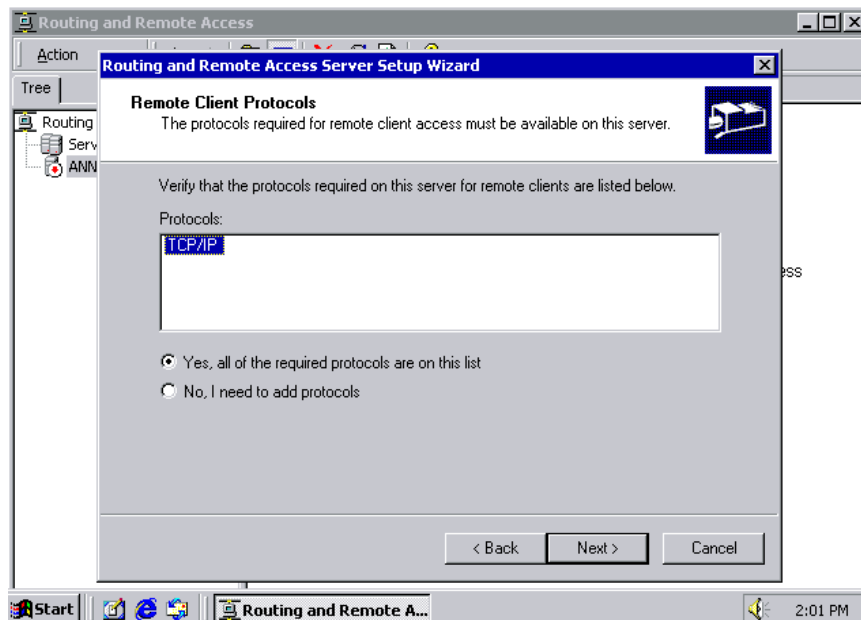 Routing and Remote Access
Action
Routing and Remote Access Server Setup Wizard
Tree
Remote Client Protocols
The protocols required for remote client access must be available on this server.
Routing
Serv
ANN
Verify that the protocols required on this server for remote clients are listed below.
Protocols:
TCP/IP
ess
Yes, all of the required protocols are on this list
No, I need to add protocols
< Back
Next >
Cancel
Start
Routing and Remote A...
2:01 PM